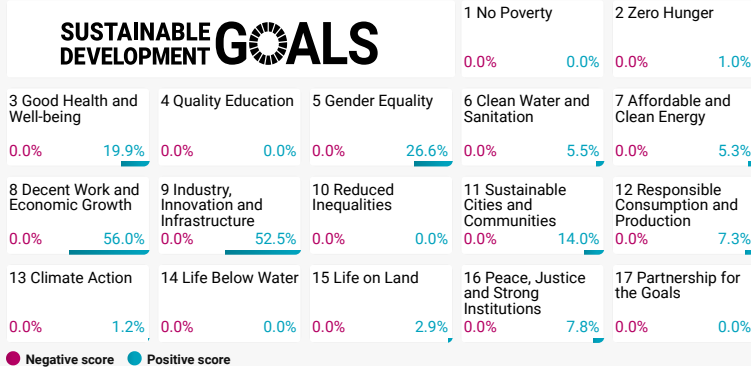 SUSTAINABLE
DEVELOPMENT
GOALS
1 No Poverty
0.0% 0.0%
2 Zero Hunger
0.0% 1.0%
3 Good Health and
Well-being
0.0% 19.9%
4 Quality Education
0.0% 0.0%
5 Gender Equality
0.0% 26.6%
6 Clean Water and
Sanitation
0.0% 5.5%
7 Affordable and
Clean Energy
0.0% 5.3%
8 Decent Work and
Economic Growth
0.0% 56.0%
9 Industry,
Innovation and
Infrastructure
0.0% 52.5%
10 Reduced
Inequalities
0.0% 0.0%
11 Sustainable
Cities and
Communities
0.0% 14.0%
12 Responsible
Consumption and
Production
0.0% 7.3%
13 Climate Action
0.0% 1.2%
14 Life Below Water
0.0% 0.0%
15 Life on Land
0.0% 2.9%
16 Peace, Justice
and Strong
Institutions
0.0% 7.8%
17 Partnership for
the Goals
0.0% 0.0%
Negative score Positive score